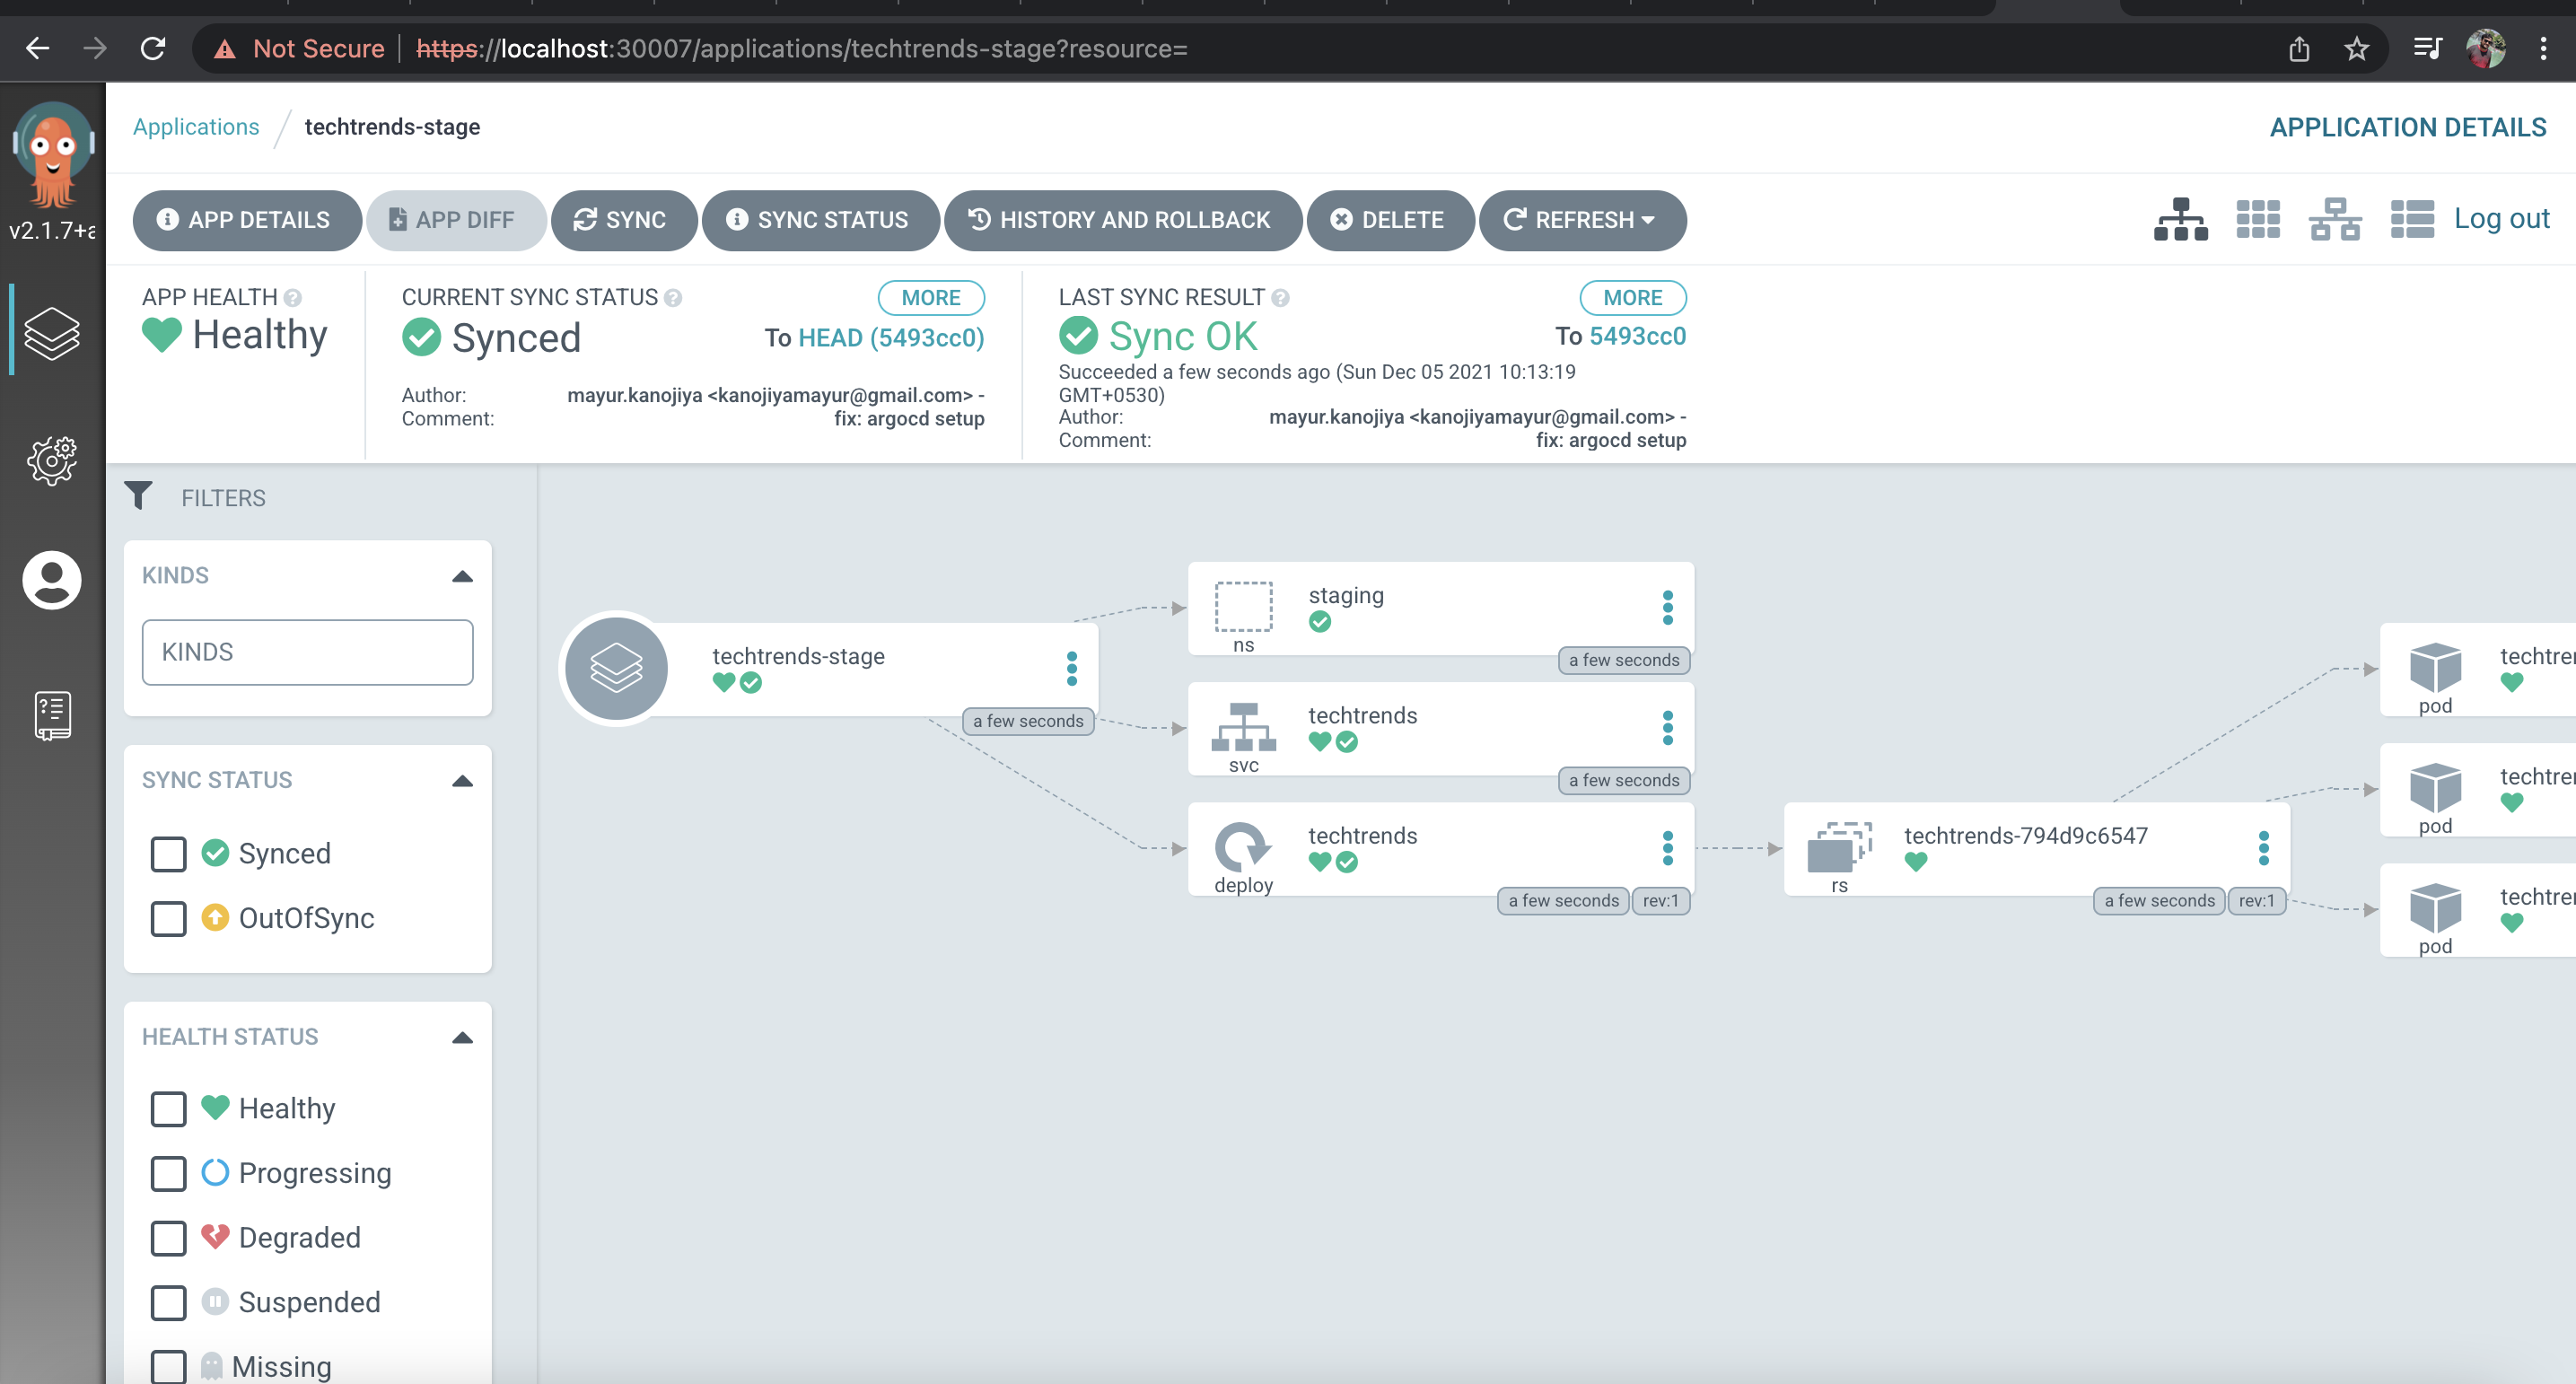 Not Secure https://localhost:30007/applications/techtrends-stage?resource=
Applications / techtrends-stage
APPLICATION DETAILS
v2.1.7+a
APP DETAILS
APP DIFF
SYNC
SYNC STATUS
HISTORY AND ROLLBACK
DELETE
REFRESH
Log out
APP HEALTH
Healthy
CURRENT SYNC STATUS
MORE
Synced
To HEAD (5493cc0)
Author: mayur.kanojiya <kanojiyamayur@gmail.com> -
Comment: fix: argocd setup
LAST SYNC RESULT
MORE
Sync OK
To 5493cc0
Succeeded a few seconds ago (Sun Dec 05 2021 10:13:19
GMT+0530)
Author: mayur.kanojiya <kanojiyamayur@gmail.com> -
Comment: fix: argocd setup
FILTERS
KINDS
KINDS
SYNC STATUS
Synced
OutOfSync
HEALTH STATUS
Healthy
Progressing
Degraded
Suspended
Missing
techtrends-stage
a few seconds
staging
ns
a few seconds
techtrends
svc
a few seconds
techtrends
deploy
a few seconds
rev:1
techtrends-794d9c6547
rs
a few seconds
rev:1
techtre
pod
techtre
pod
techtre
pod